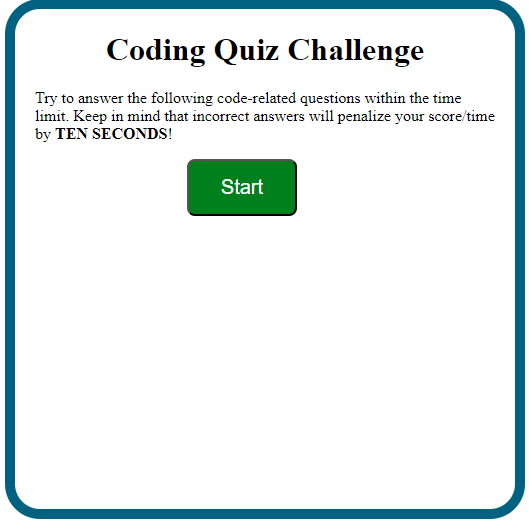 Coding Quiz Challenge
Try to answer the following code-related questions within the time
limit. Keep in mind that incorrect answers will penalize your score/time
by TEN SECONDS!
Start